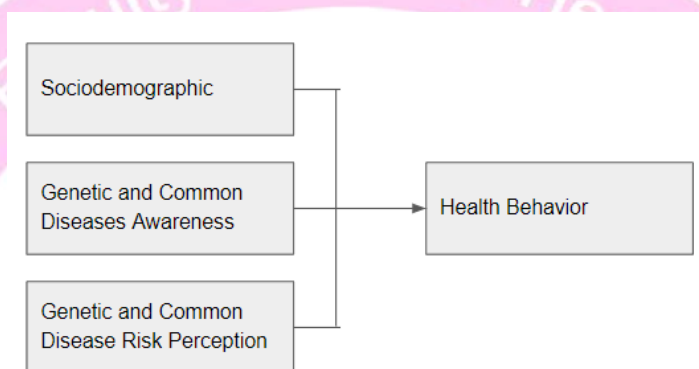 Sociodemographic
Genetic and Common
Diseases Awareness
Health Behavior
Genetic and Common
Disease Risk Perception